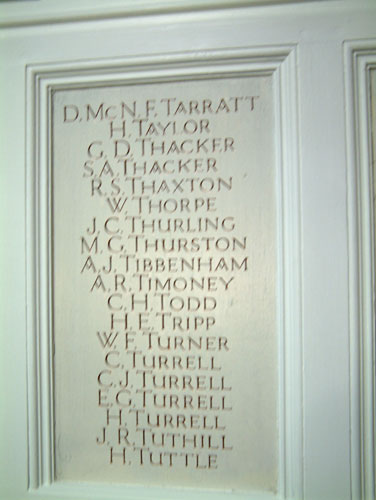 D. McN. F. TARRATT
H. TAYLOR
G. D. THACKER
S. A. THACKER
R. S. THAXTON
W. THORPE
J. C. THURLING
M. G. THURSTON
A. J. TIBBENHAM
A. R. TIMONEY
C. H. TODD
H. E. TRIPP
W. F. TURNER
C. TURRELL
C. J. TURRELL
E. G. TURRELL
H. TURRELL
J. R. TUTHILL
H. TUTTLE